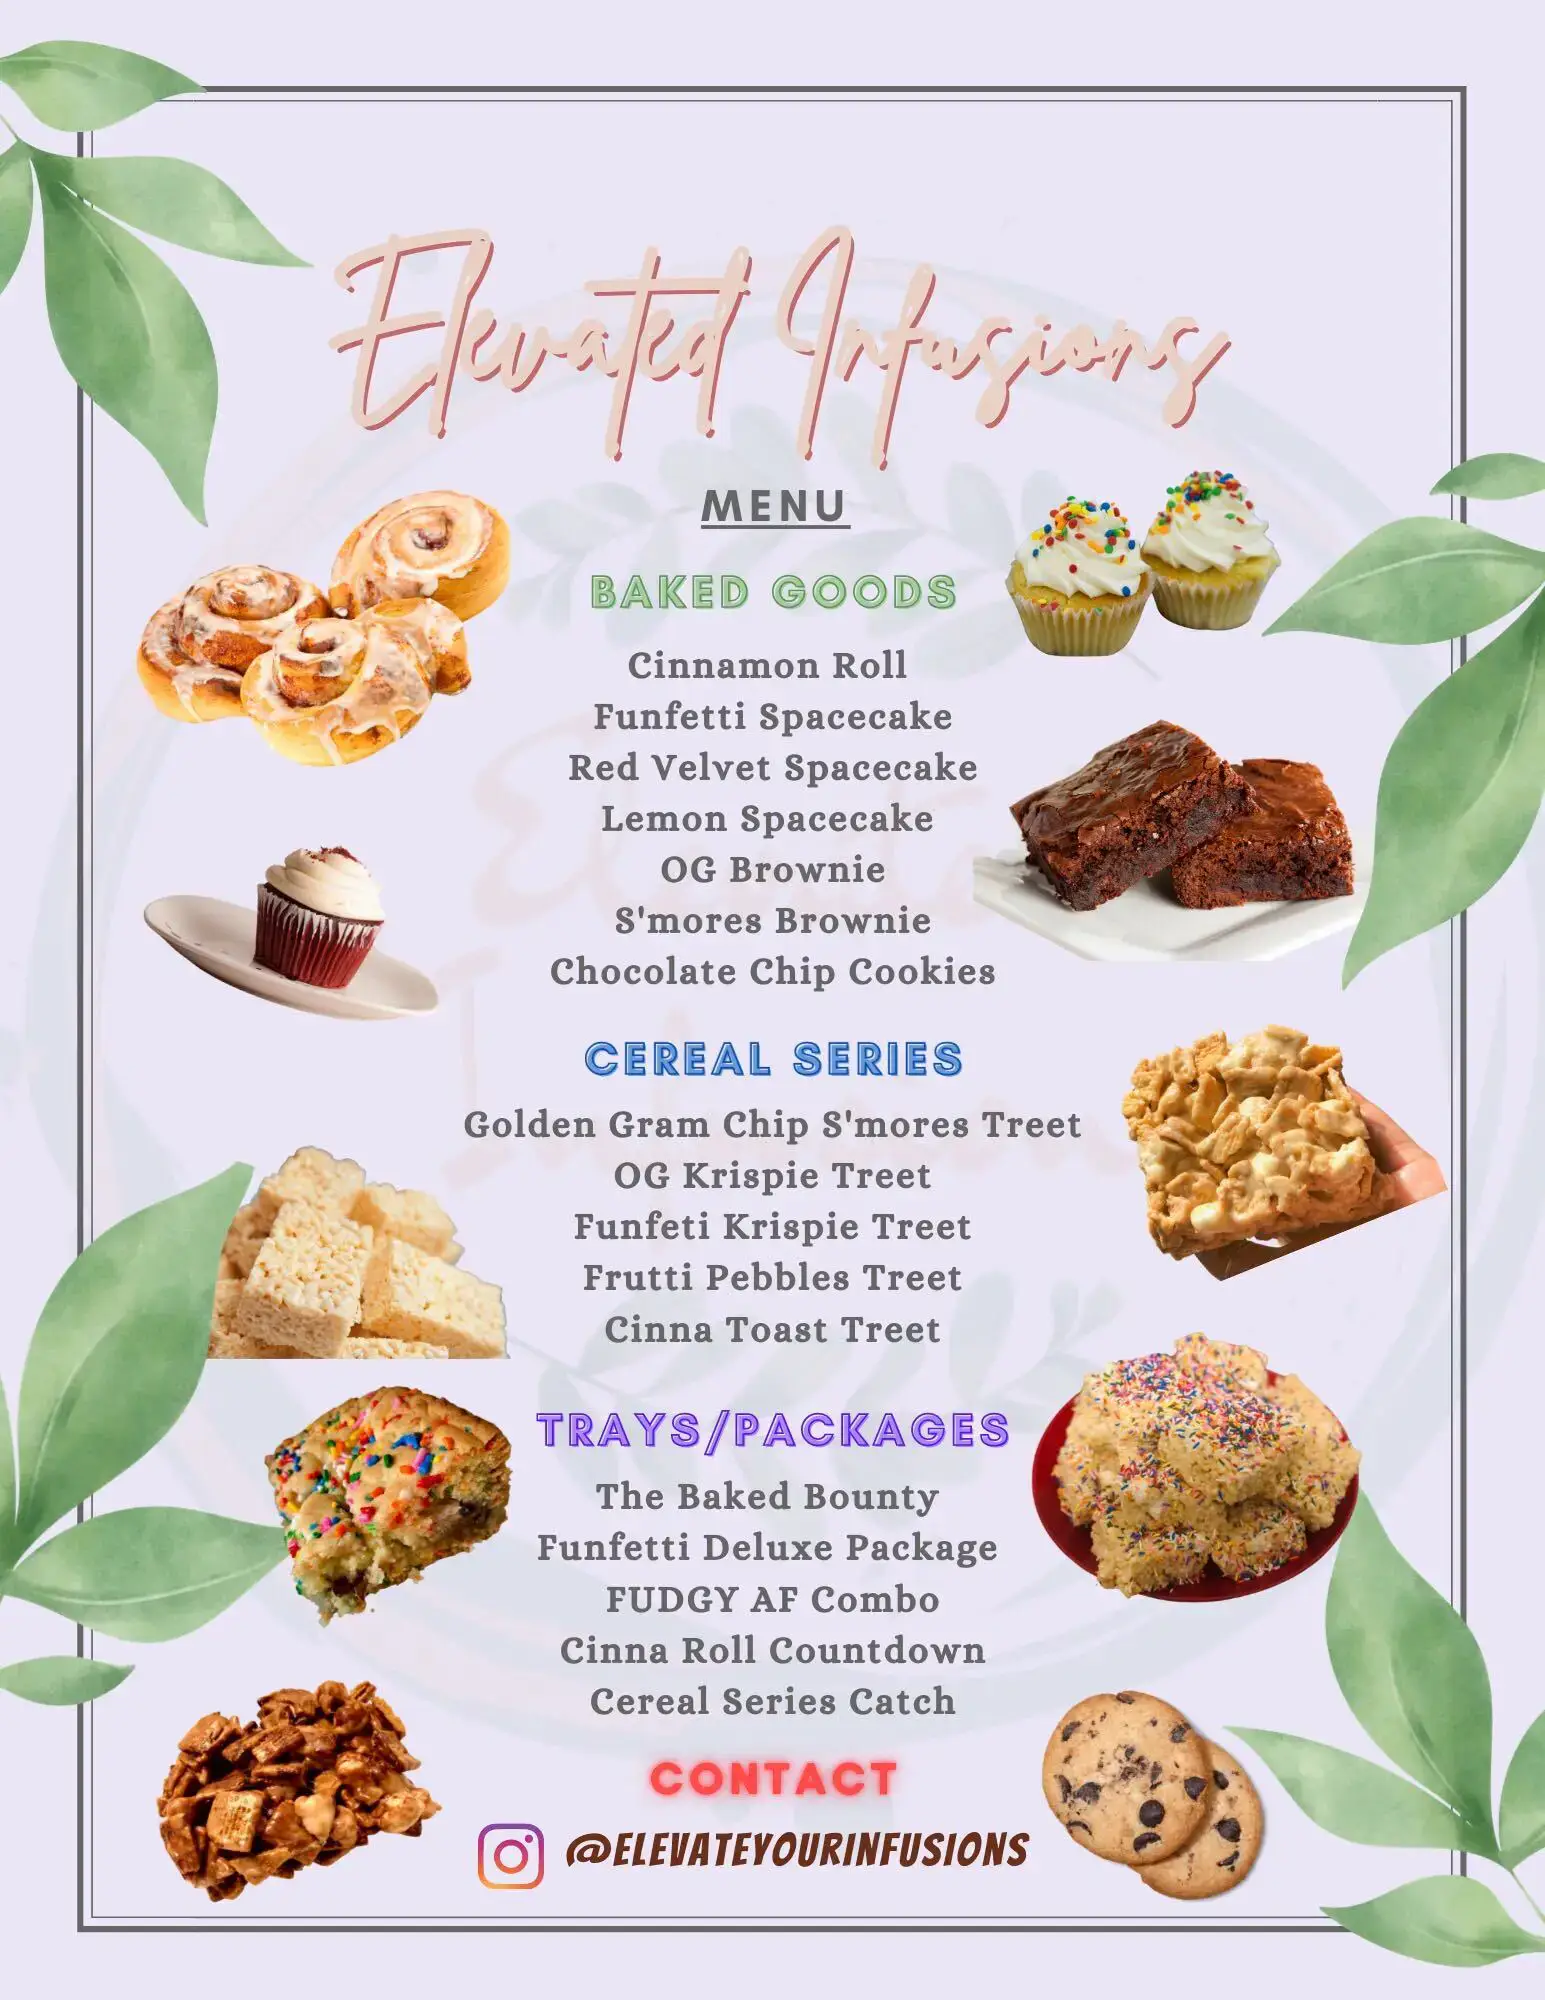 Elevated Infusions
MENU
BAKED GOODS
Cinnamon Roll
Funfetti Spacecake
Red Velvet Spacecake
Lemon Spacecake
OG Brownie
S'mores Brownie
Chocolate Chip Cookies
CEREAL SERIES
Golden Gram Chip S'mores Treet
OG Krispie Treet
Funfeti Krispie Treet
Frutti Pebbles Treet
Cinna Toast Treet
TRAYS/PACKAGES
The Baked Bounty
Funfetti Deluxe Package
FUDGY AF Combo
Cinna Roll Countdown
Cereal Series Catch
CONTACT
@ELEVATEYOURINFUSIONS